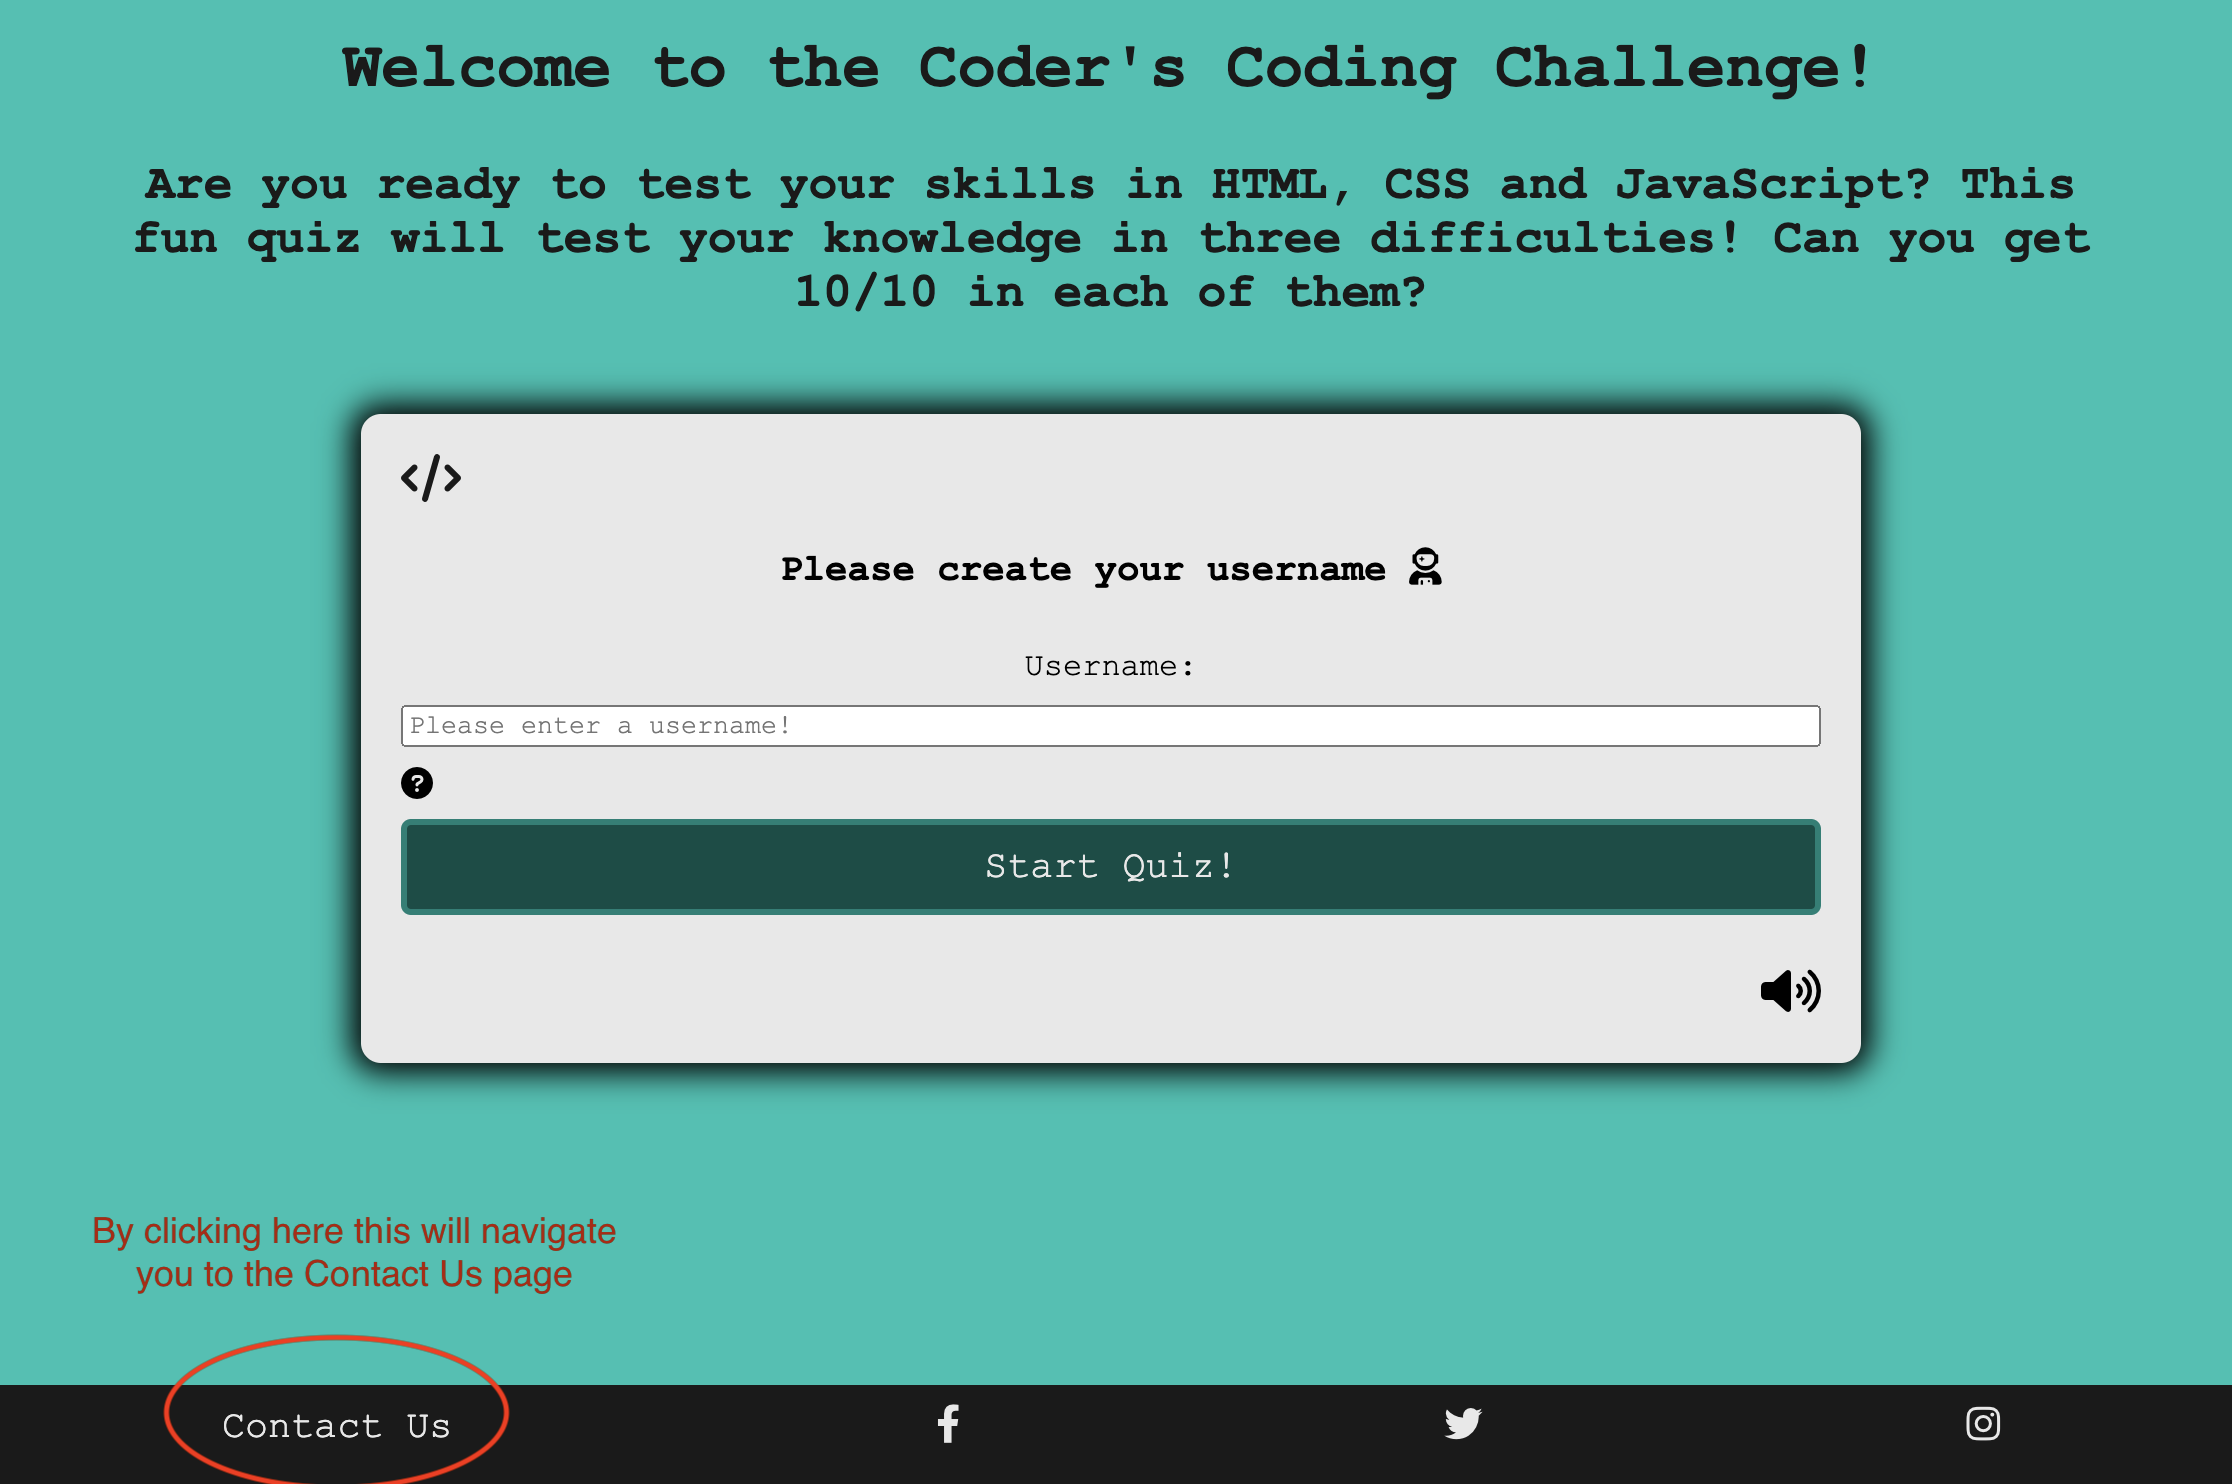 Welcome to the Coder's Coding Challenge!
Are you ready to test your skills in HTML, CSS and JavaScript? This
fun quiz will test your knowledge in three difficulties! Can you get
10/10 in each of them?
</>
Please create your username
Username:
Please enter a username!
?
Start Quiz!
By clicking here this will navigate
you to the Contact Us page
Contact Us